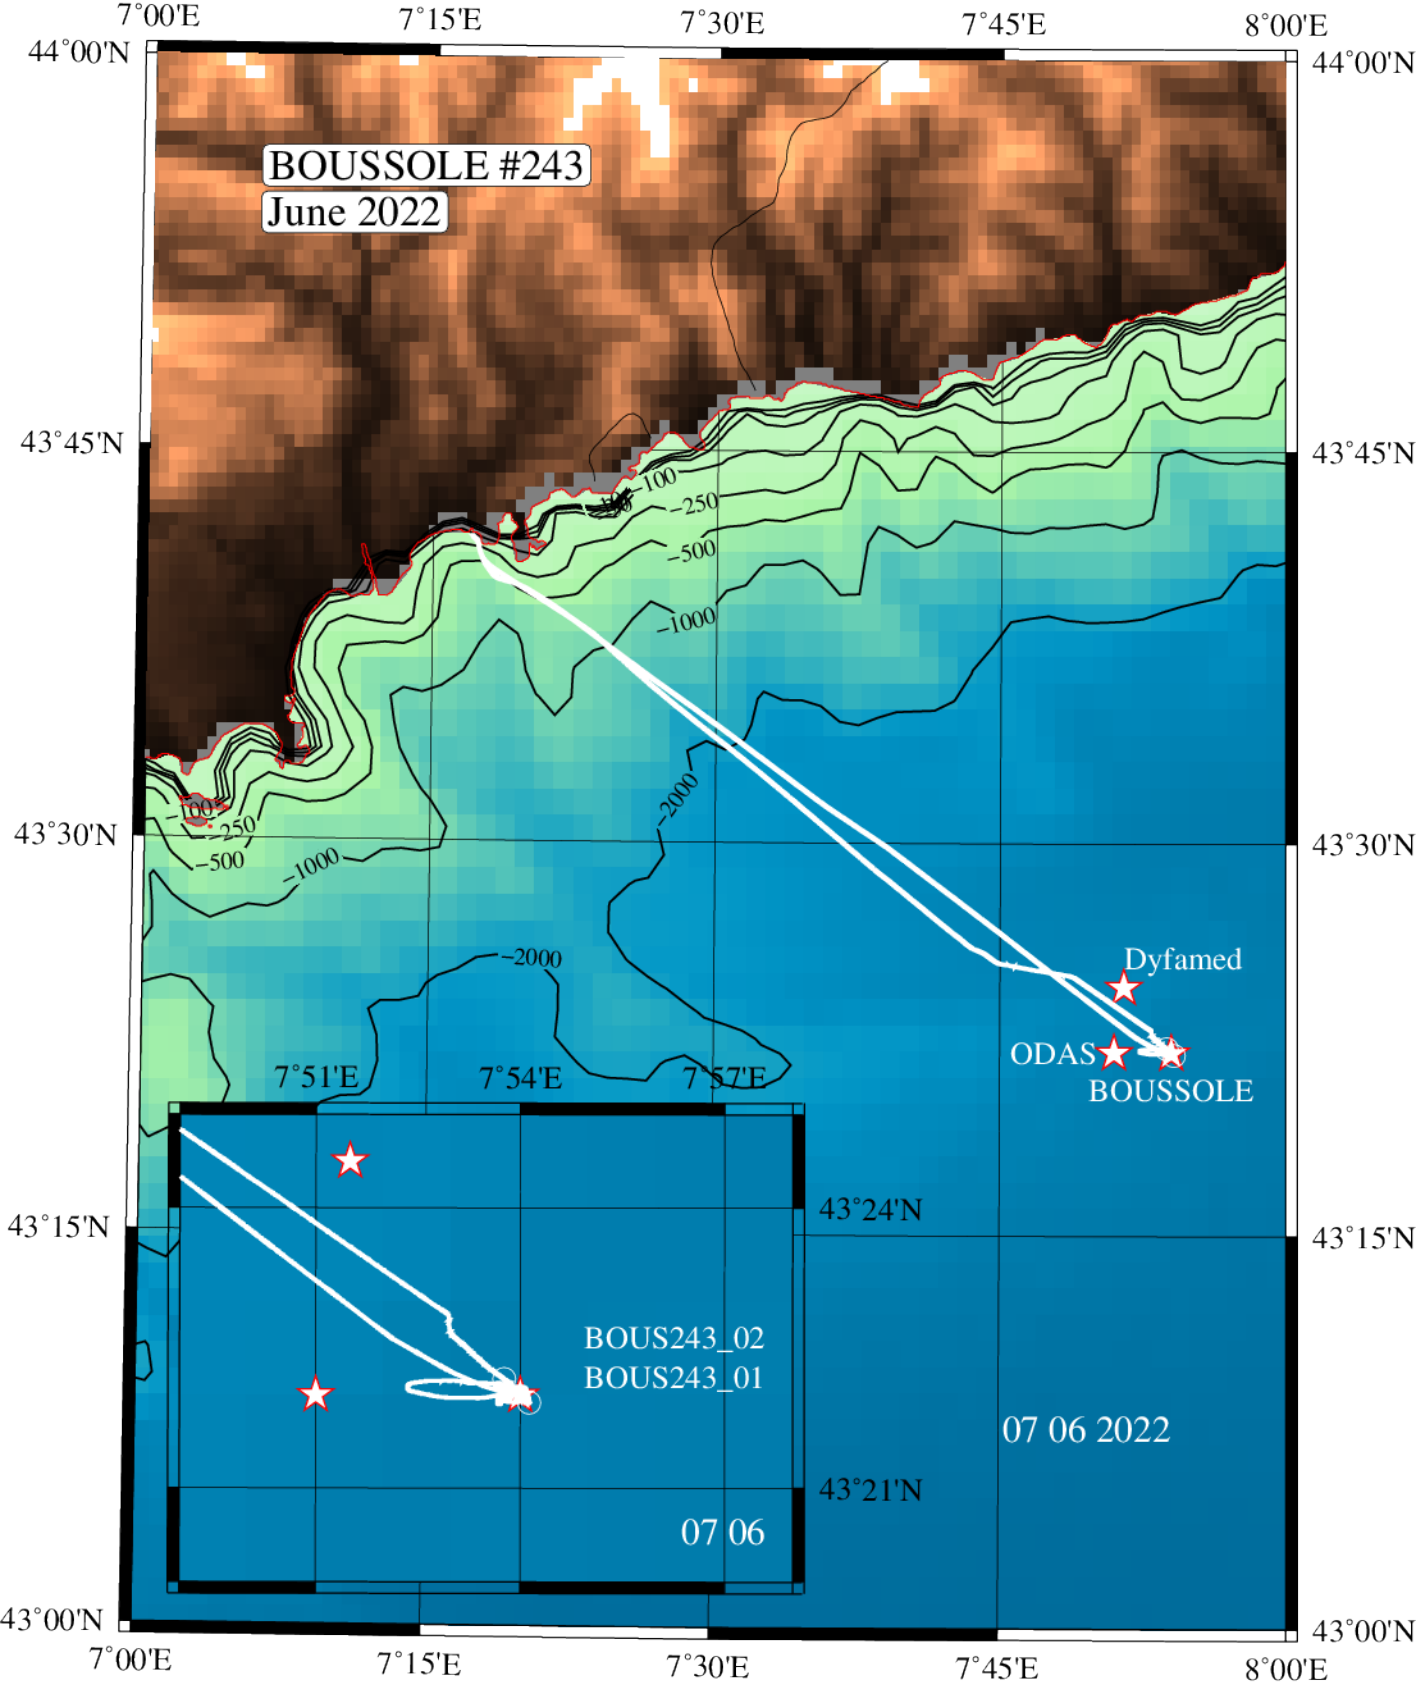 7°00'E 7°15'E 7°30'E 7°45'E 8°00'E
44°00'N 44°00'N
BOUSSOLE #243
June 2022
43°45'N 43°45'N
−100
−250
−500
−1000
−2000
−100
−250
−500
−1000
43°30'N 43°30'N
−2000
Dyfamed
ODAS
BOUSSOLE
7°51'E 7°54'E 7°57'E
43°24'N
43°15'N 43°15'N
BOUS243_02
BOUS243_01
07 06 2022
43°21'N
07 06
43°00'N 43°00'N
7°00'E 7°15'E 7°30'E 7°45'E 8°00'E